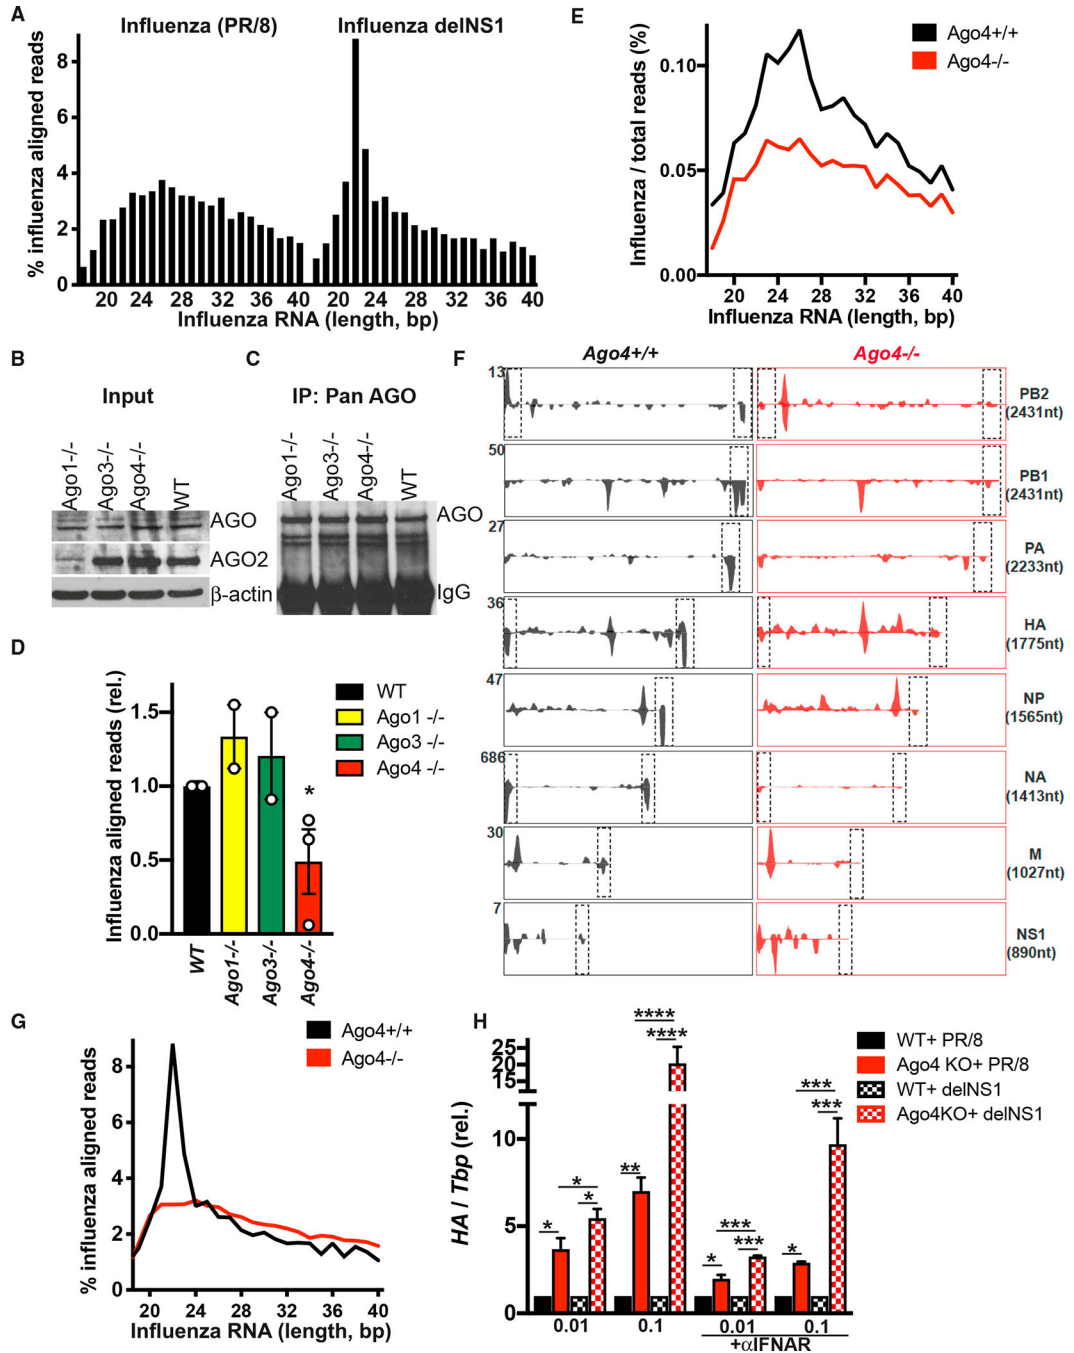 A
Influenza (PR/8)
Influenza delNS1
% influenza aligned reads
8
6
4
2
0
20 24 28 32 36 40 20 24 28 32 36 40
Influenza RNA (length, bp)
E
Ago4+/+
Ago4-/-
Influenza / total reads (%)
0.10
0.05
0.00
20 24 28 32 36 40
Influenza RNA (length, bp)
B
Input
Ago1-/-
Ago3-/-
Ago4-/-
WT
AGO
AGO2
β-actin
C
IP: Pan AGO
Ago1-/-
Ago3-/-
Ago4-/-
WT
AGO
IgG
D
Influenza aligned reads (rel.)
1.5
1.0
0.5
0.0
*
WT
Ago1-/-
Ago3-/-
Ago4-/-
WT
Ago1 -/-
Ago3 -/-
Ago4 -/-
F
Ago4+/+
Ago4-/-
13
PB2
(2431nt)
50
PB1
(2431nt)
27
PA
(2233nt)
36
HA
(1775nt)
47
NP
(1565nt)
686
NA
(1413nt)
30
M
(1027nt)
7
NS1
(890nt)
G
Ago4+/+
Ago4-/-
% influenza aligned reads
8
6
4
2
0
20 24 28 32 36 40
Influenza RNA (length, bp)
H
WT+ PR/8
Ago4 KO+ PR/8
WT+ delNS1
Ago4KO+ delNS1
HA / Tbp (rel.)
25
20
15
10
5
0
* * *
** **** ****
* *** ***
* *** ***
0.01 0.1 0.01 0.1
+αIFNAR